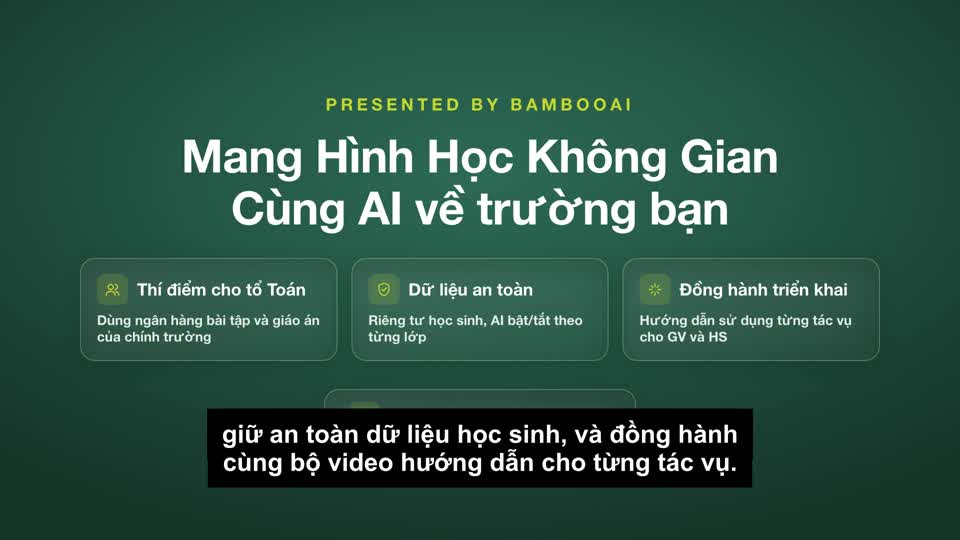 PRESENTED BY BAMBOOAI
Mang Hình Học Không Gian
Cùng AI về trường bạn
Thí điểm cho tổ Toán
Dùng ngân hàng bài tập và giáo án
của chính trường
Dữ liệu an toàn
Riêng tư học sinh, AI bật/tắt theo
từng lớp
Đồng hành triển khai
Hướng dẫn sử dụng từng tác vụ
cho GV và HS
giữ an toàn dữ liệu học sinh, và đồng hành
cùng bộ video hướng dẫn cho từng tác vụ.